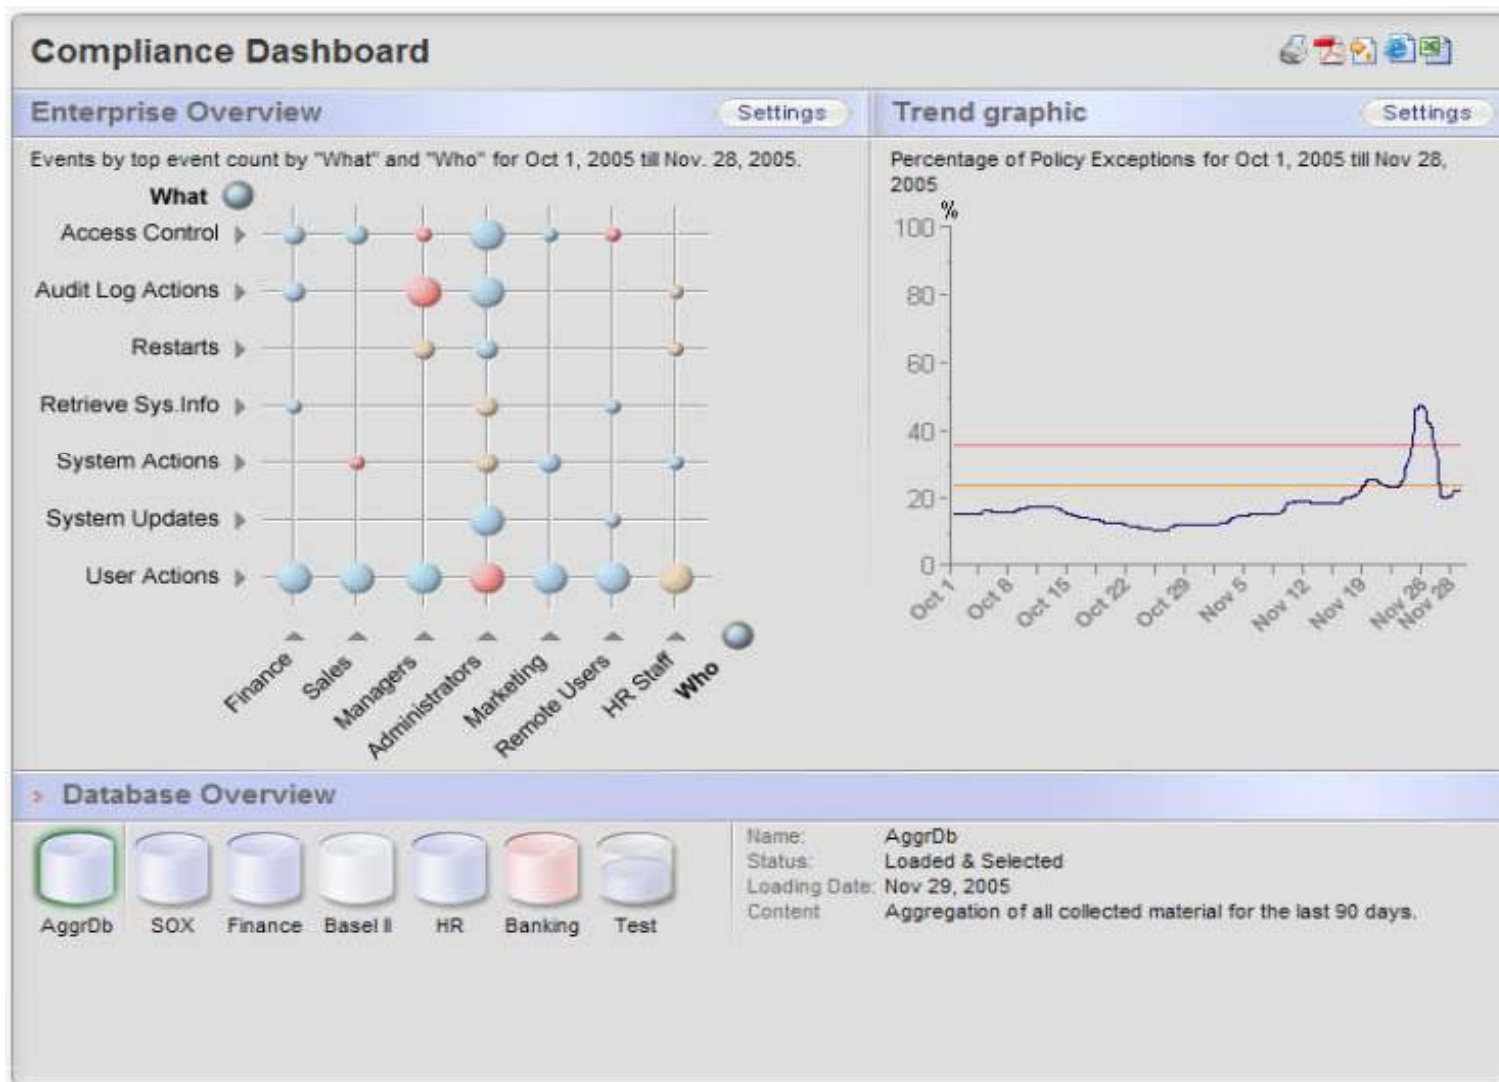 Compliance Dashboard
Enterprise Overview
Settings
Events by top event count by "What" and "Who" for Oct 1, 2005 till Nov. 28, 2005.
What
Access Control
Audit Log Actions
Restarts
Retrieve Sys.Info
System Actions
System Updates
User Actions
Finance
Sales
Managers
Administrators
Marketing
Remote Users
HR Staff
Who
Trend graphic
Settings
Percentage of Policy Exceptions for Oct 1, 2005 till Nov 28,
2005
%
100
80
60
40
20
0
Oct 1
Oct 8
Oct 15
Oct 22
Oct 29
Nov 5
Nov 12
Nov 19
Nov 26
Nov 28
Database Overview
AggrDb
SOX
Finance
Basel II
HR
Banking
Test
Name: AggrDb
Status: Loaded & Selected
Loading Date: Nov 29, 2005
Content Aggregation of all collected material for the last 90 days.